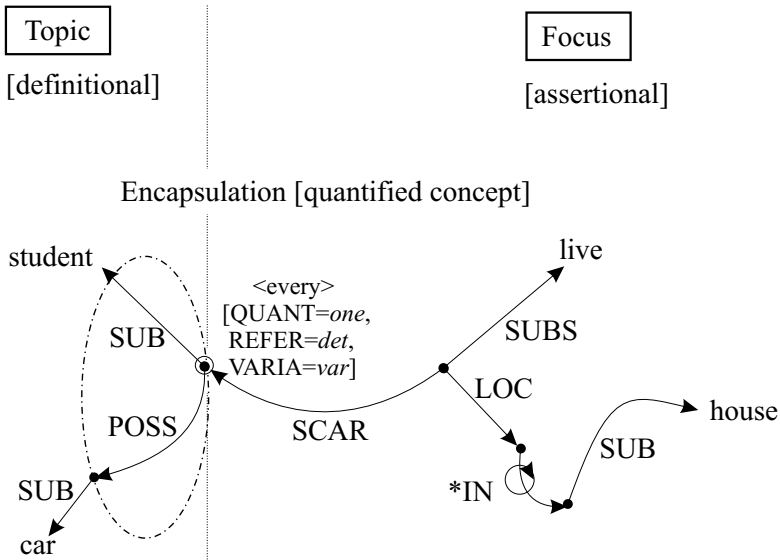 Topic
Focus
[definitional]
[assertional]
Encapsulation [quantified concept]
student
live
<every>
[QUANT=one,
REFER=det,
VARIA=var]
SUB
SUBS
LOC
POSS
SCAR
house
SUB
SUB
*IN
car